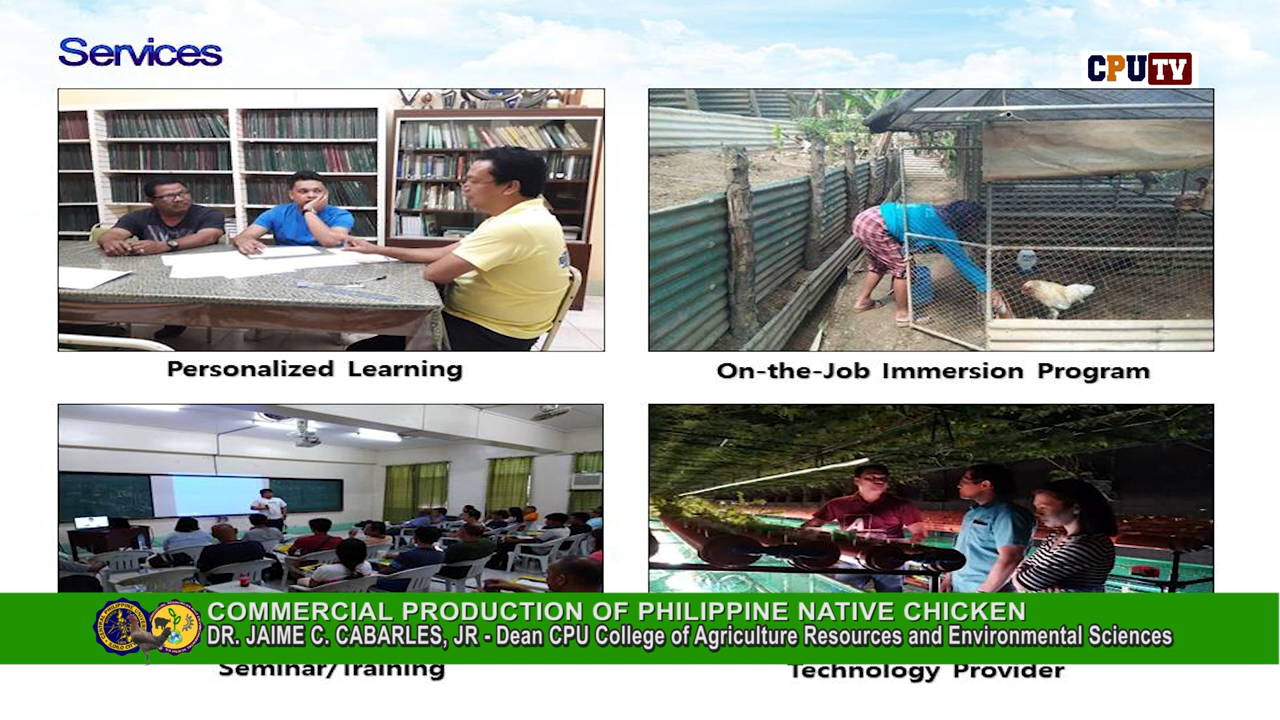 Services
CPUTV
Personalized Learning
On-the-Job Immersion Program
COMMERCIAL PRODUCTION OF PHILIPPINE NATIVE CHICKEN
DR. JAIME C. CABARLES, JR - Dean CPU College of Agriculture Resources and Environmental Sciences
Seminar/Training
Technology Provider